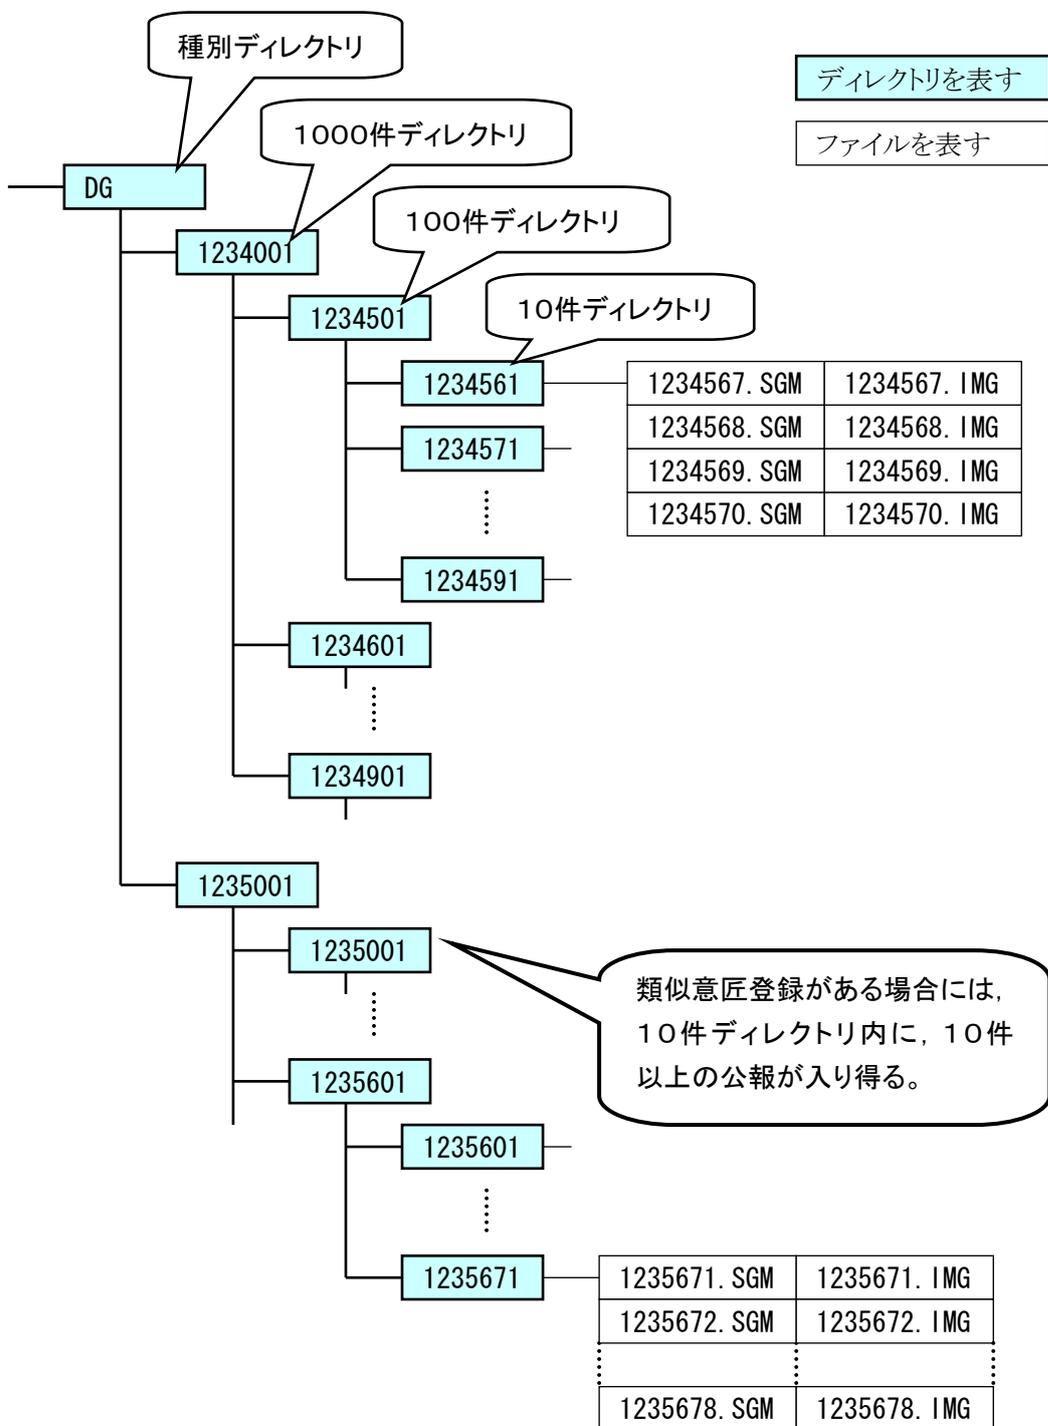 種別ディレクトリ
ディレクトリを表す
1000件ディレクトリ
ファイルを表す
DG
100件ディレクトリ
1234001
1234501
10件ディレクトリ
1234561
1234567.SGM 1234567.IMG
1234568.SGM 1234568.IMG
1234571
1234569.SGM 1234569.IMG
1234570.SGM 1234570.IMG
1234591
1234601
1234901
1235001
1235001
類似意匠登録がある場合には，
10件ディレクトリ内に，10件
以上の公報が入り得る。
1235601
1235601
1235671
1235671.SGM 1235671.IMG
1235672.SGM 1235672.IMG
1235678.SGM 1235678.IMG